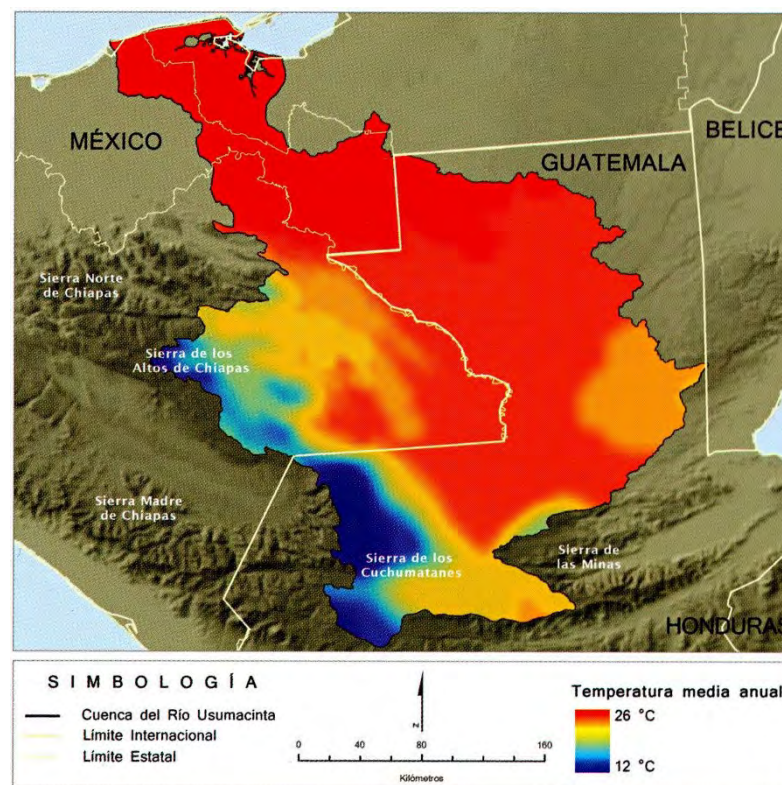 MÉXICO
BELICE
GUATEMALA
Sierra Norte
de Chiapas
Sierra de los
Altos de Chiapas
Sierra Madre
de Chiapas
Sierra de los
Cuchumatanes
Sierra de
las Minas
HONDURAS
SIMBOLOGÍA
Cuenca del Río Usumacinta
Límite Internacional
Límite Estatal
N
0 40 80 160
Kilómetros
Temperatura media anual
26 °C
12 °C